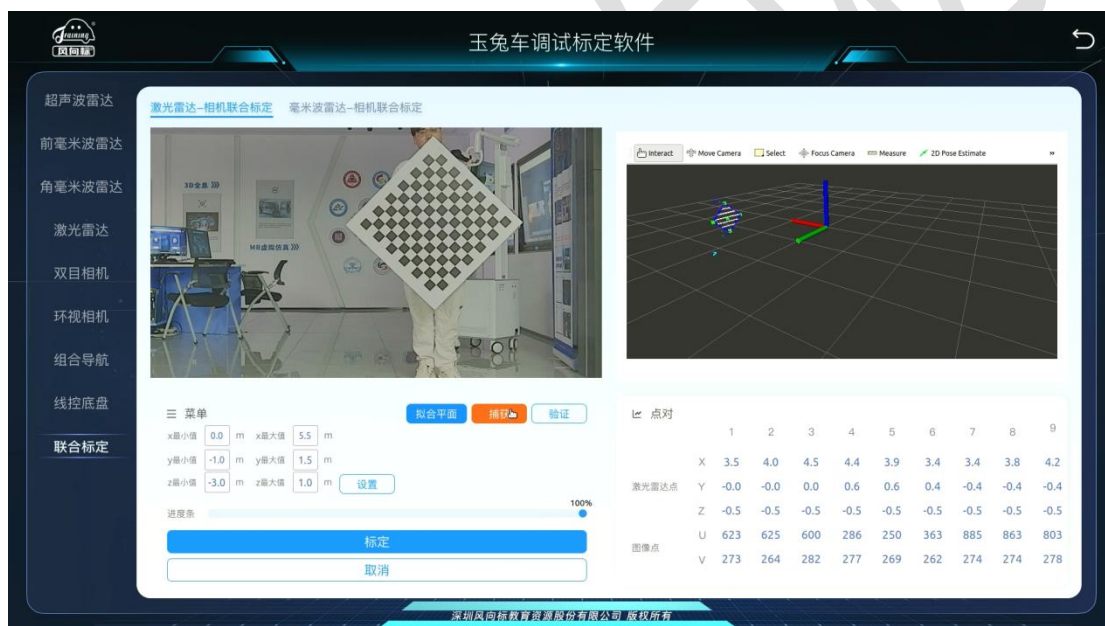 Training
风向标
玉兔车调试标定软件
超声波雷达
前毫米波雷达
角毫米波雷达
激光雷达
双目相机
环视相机
组合导航
线控底盘
联合标定
激光雷达-相机联合标定 毫米波雷达-相机联合标定
3D全息 >>>
MR虚拟仿真 >>>
Interact Move Camera Select Focus Camera Measure 2D Pose Estimate »
菜单 拟合平面 捕获 验证
x最小值 0.0 m x最大值 5.5 m
y最小值 -1.0 m y最大值 1.5 m
z最小值 -3.0 m z最大值 1.0 m 设置
进度条 100%
标定
取消
点对
1 2 3 4 5 6 7 8 9
X 3.5 4.0 4.5 4.4 3.9 3.4 3.4 3.8 4.2
激光雷达点 Y -0.0 -0.0 0.0 0.6 0.6 0.4 -0.4 -0.4 -0.4
Z -0.5 -0.5 -0.5 -0.5 -0.5 -0.5 -0.5 -0.5 -0.5
U 623 625 600 286 250 363 885 863 803
图像点
V 273 264 282 277 269 262 274 274 278
深圳风向标教育资源股份有限公司 版权所有